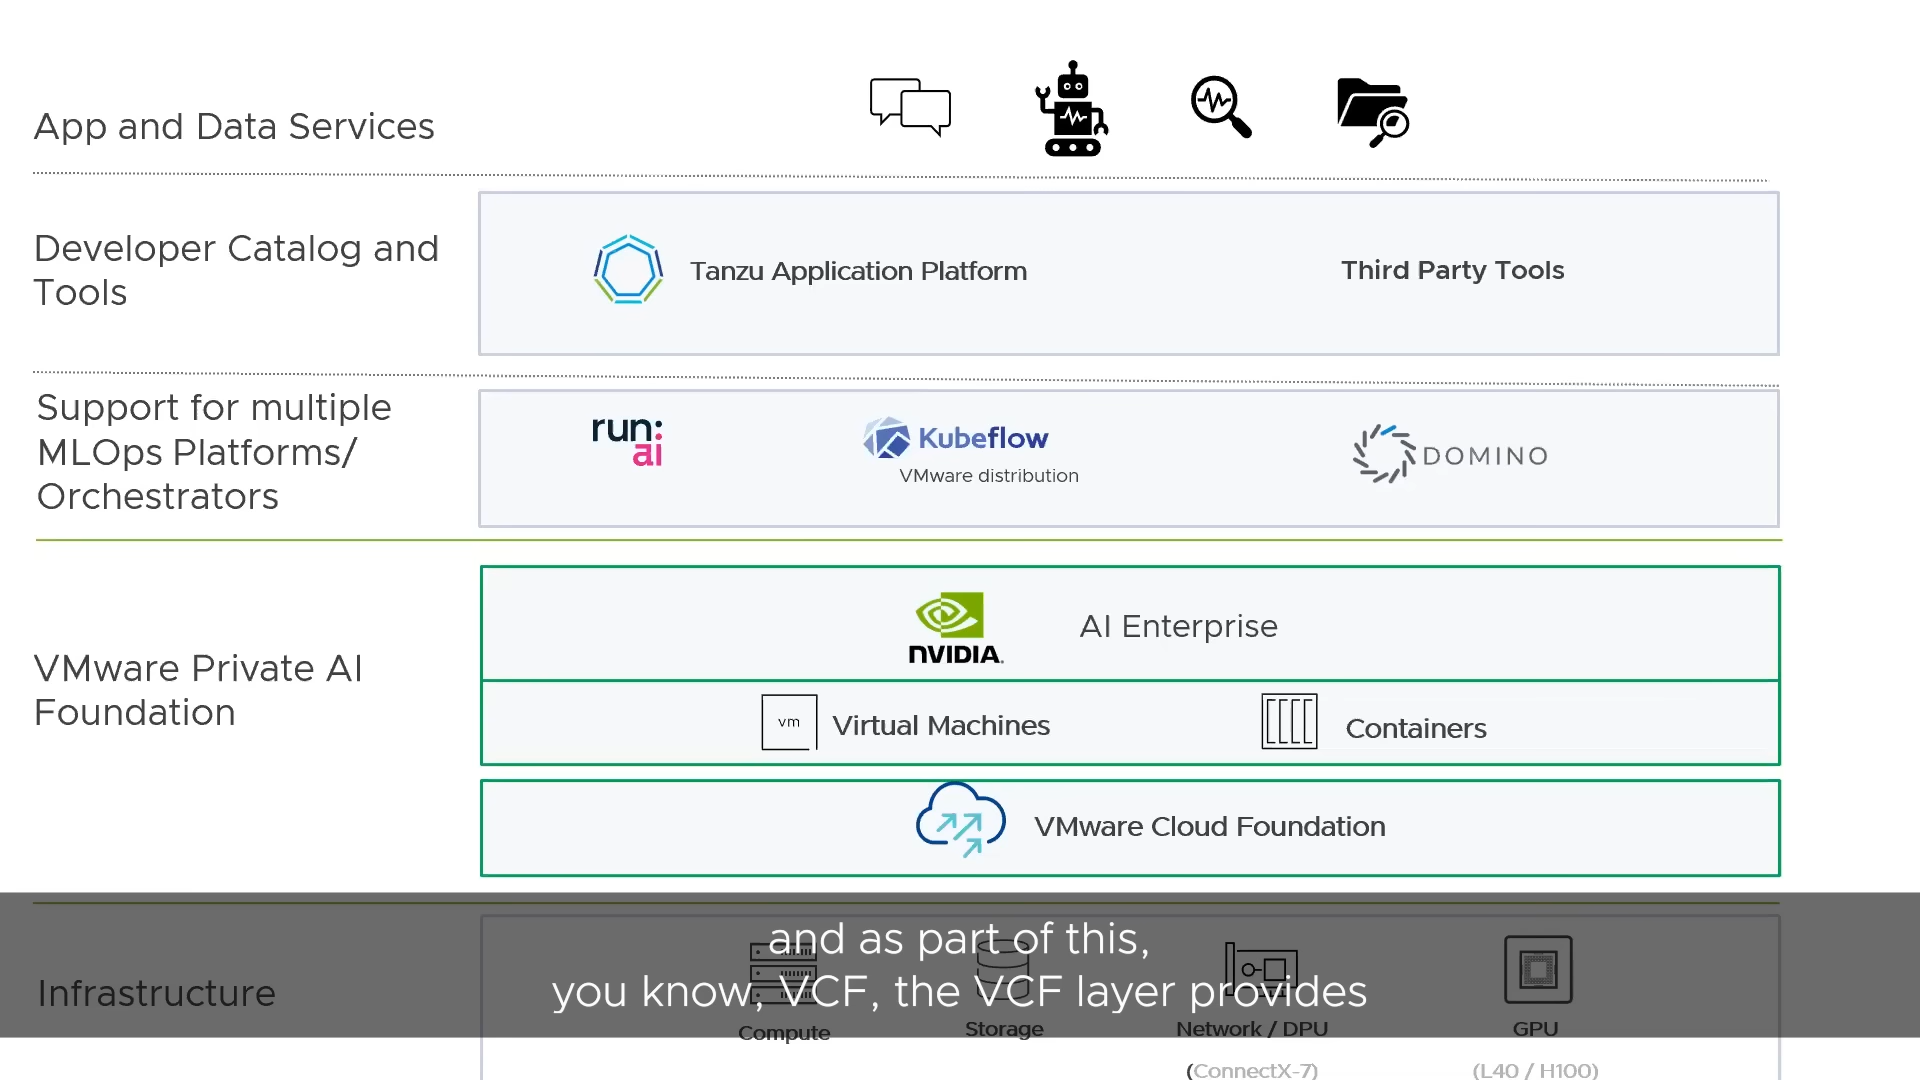 App and Data Services
Developer Catalog and
Tools
Tanzu Application Platform
Third Party Tools
Support for multiple
MLOps Platforms/
Orchestrators
run:
ai
Kubeflow
VMware distribution
DOMINO
VMware Private AI
Foundation
NVIDIA.
AI Enterprise
vm
Virtual Machines
Containers
VMware Cloud Foundation
Infrastructure
and as part of this,
you know, VCF, the VCF layer provides
Compute
Storage
Network / DPU
(ConnectX-7)
GPU
(L40 / H100)